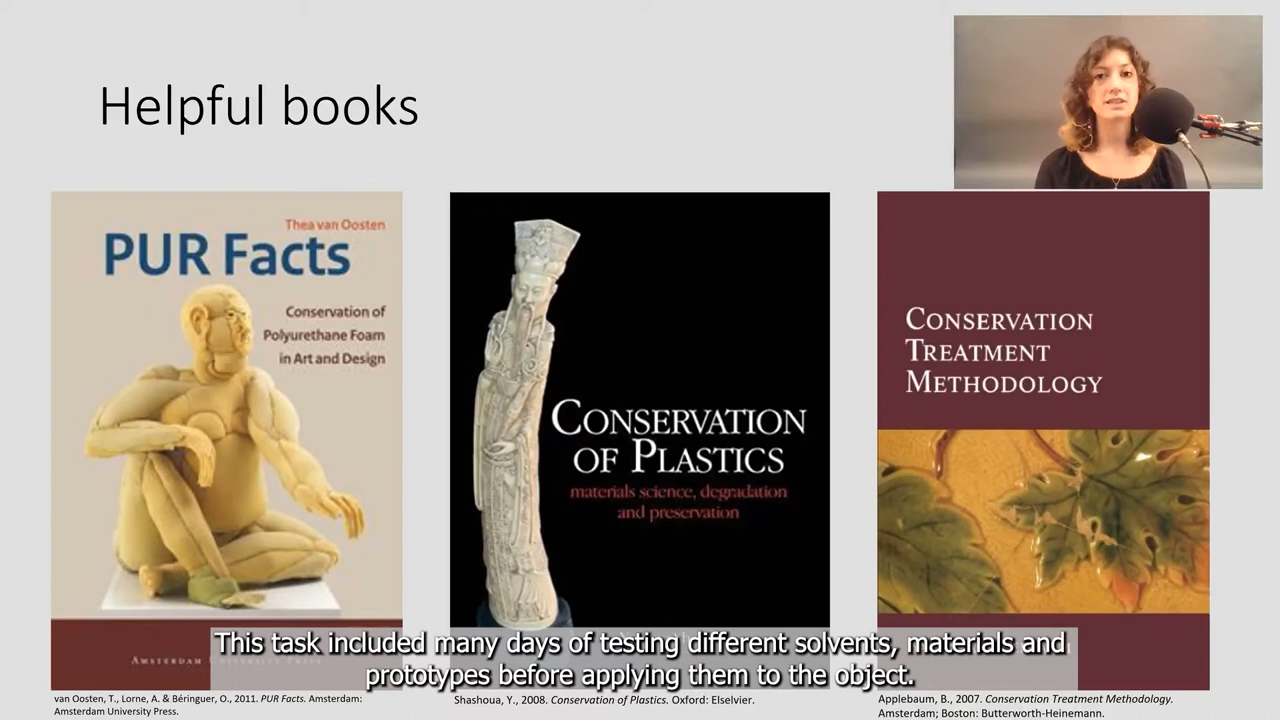 Helpful books
Thea van Oosten
PUR Facts
Conservation of
Polyurethane Foam
in Art and Design
CONSERVATION
OF PLASTICS
materials science, degradation
and preservation
CONSERVATION
TREATMENT
METHODOLOGY
This task included many days of testing different solvents, materials and
prototypes before applying them to the object.
AMSTERDAM UNIVERSITY PRESS
van Oosten, T., Lorne, A. & Béringuer, O., 2011. PUR Facts. Amsterdam:
Amsterdam University Press.
Shashoua, Y., 2008. Conservation of Plastics. Oxford: Elselvier.
Applebaum, B., 2007. Conservation Treatment Methodology.
Amsterdam; Boston: Butterworth-Heinemann.